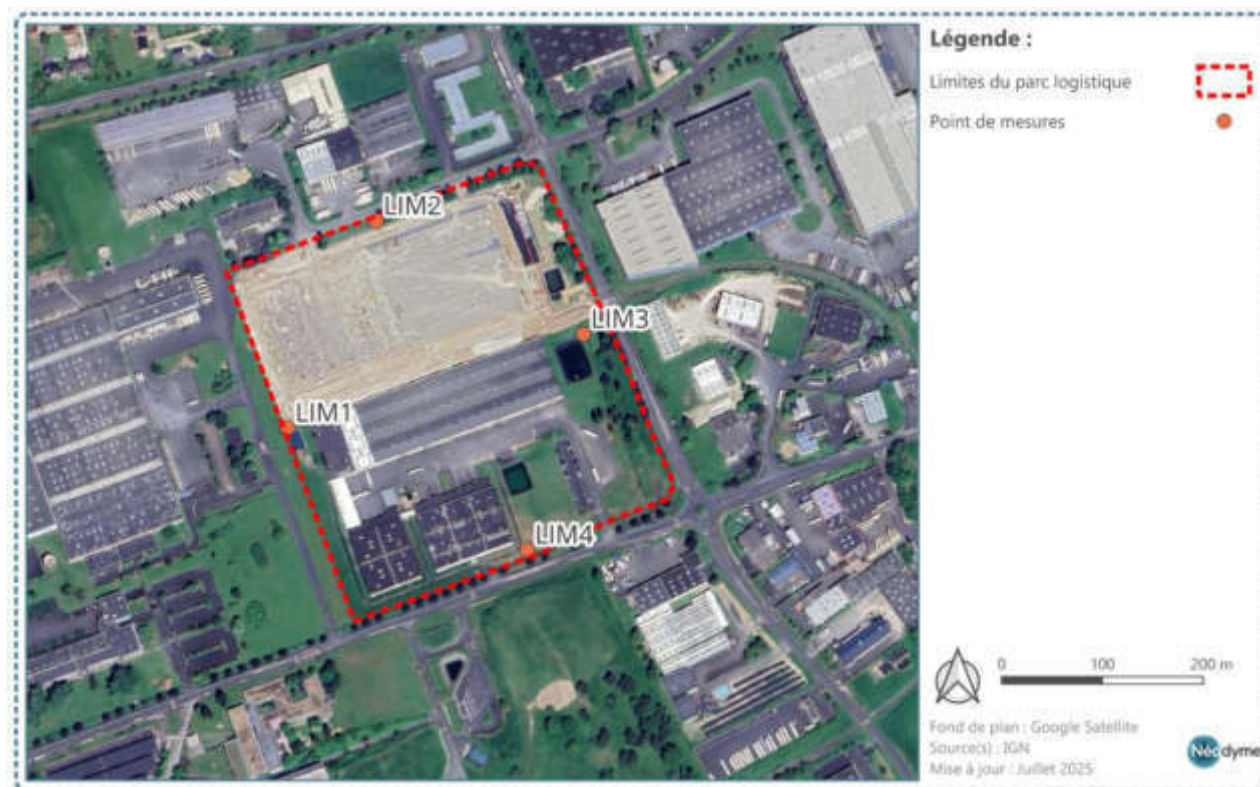 Légende :
Limites du parc logistique
Point de mesures
LIM2
LIM3
LIM1
LIM4
0 100 200 m
Fond de plan : Google Satellite
Source(s) : IGN
Mise à jour : Juillet 2025
Néodyme